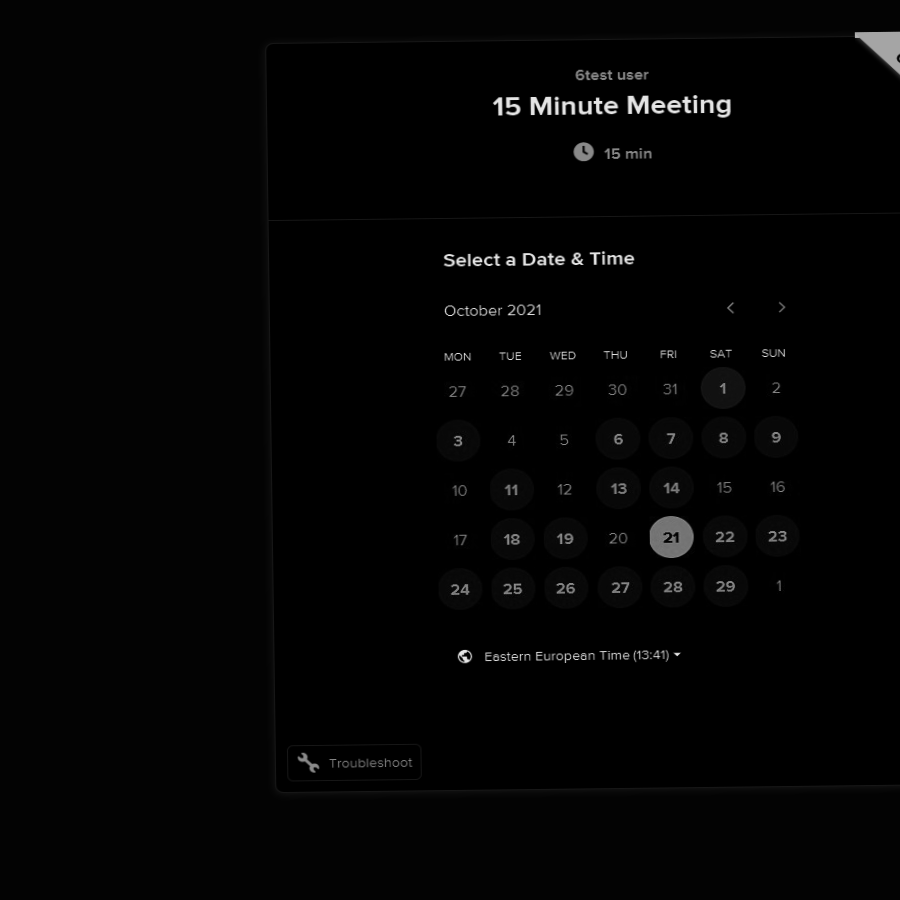 6test user
15 Minute Meeting
15 min
Select a Date & Time
October 2021
MON TUE WED THU FRI SAT SUN
27 28 29 30 31 1 2
3 4 5 6 7 8 9
10 11 12 13 14 15 16
17 18 19 20 21 22 23
24 25 26 27 28 29 1
Eastern European Time (13:41)
Troubleshoot